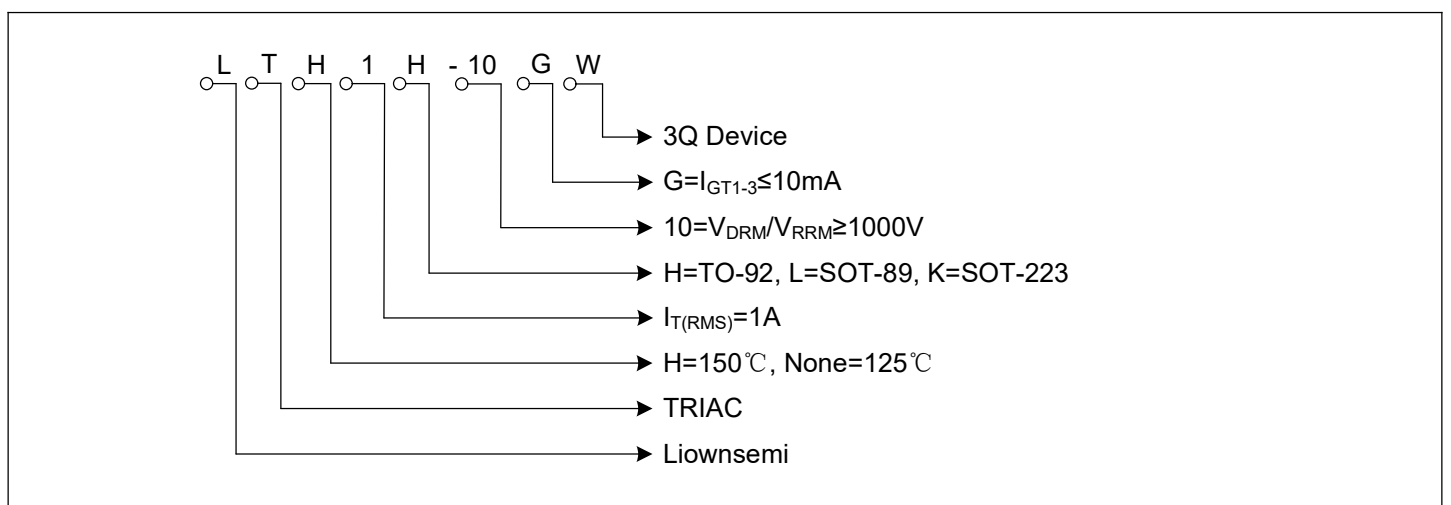 L T H 1 H - 10 G W
3Q Device
G=IGT1-3≤10mA
10=VDRM/VRRM≥1000V
H=TO-92, L=SOT-89, K=SOT-223
IT(RMS)=1A
H=150℃, None=125℃
TRIAC
Liownsemi